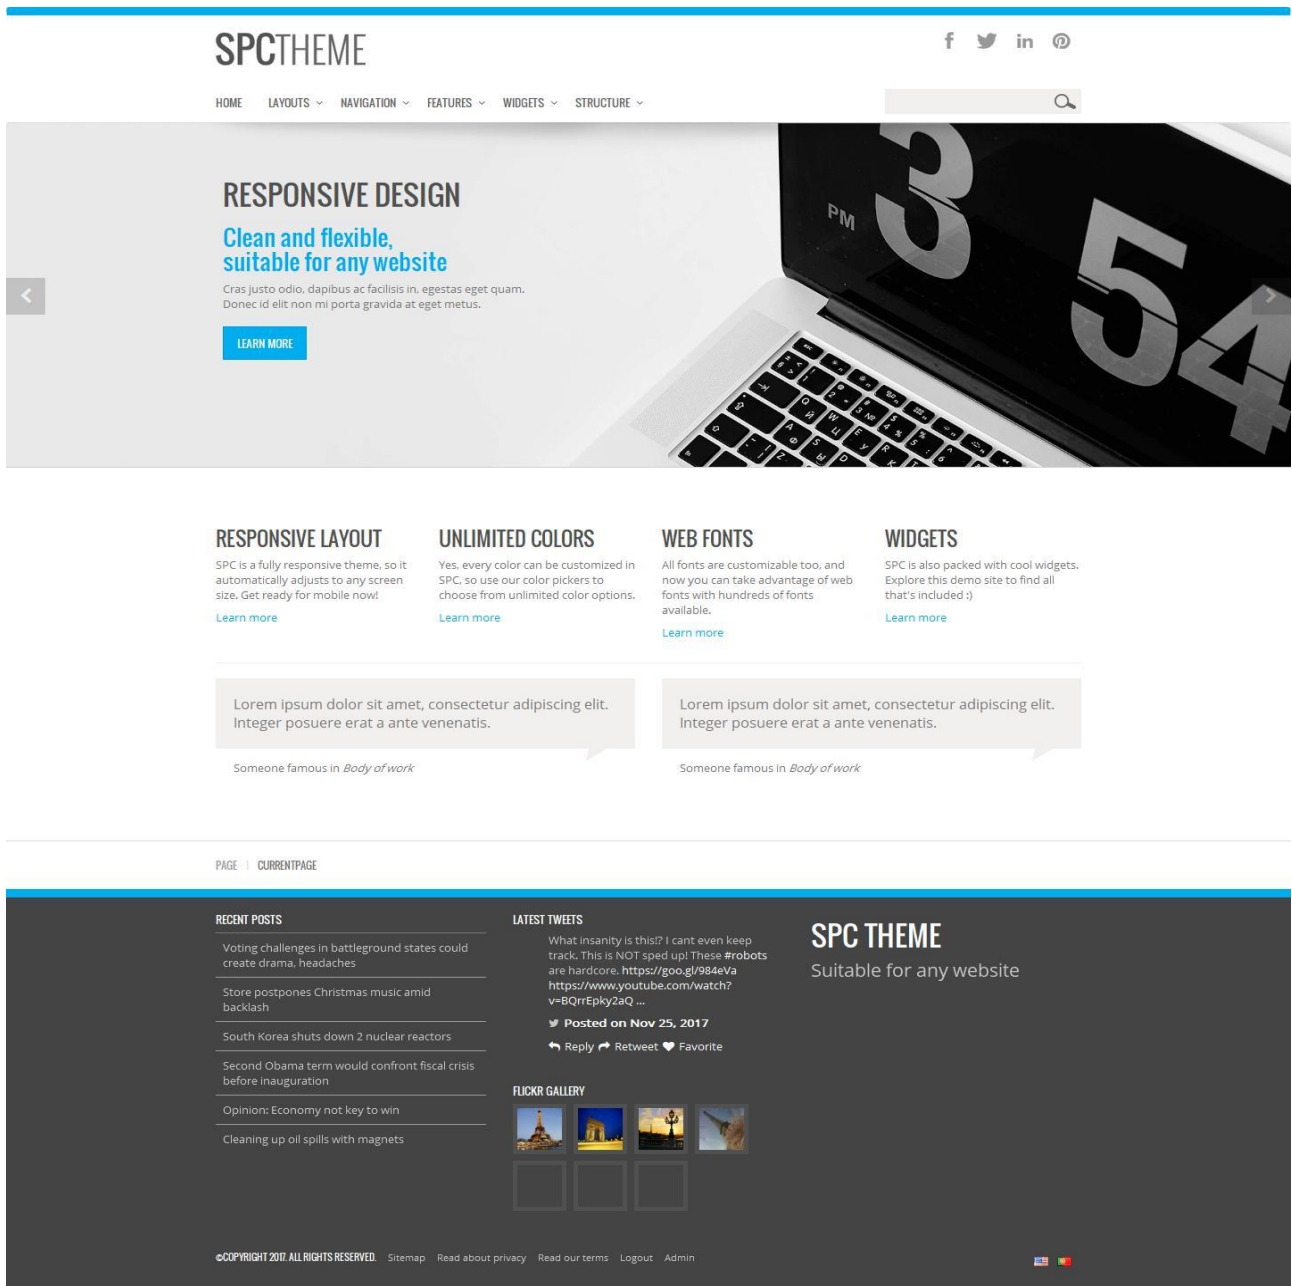 SPCTHEME
HOME LAYOUTS NAVIGATION FEATURES WIDGETS STRUCTURE
RESPONSIVE DESIGN
Clean and flexible,
suitable for any website
Cras justo odio, dapibus ac facilisis in, egestas eget quam.
Donec id elit non mi porta gravida at eget metus.
LEARN MORE
PM
3 54
RESPONSIVE LAYOUT
SPC is a fully responsive theme, so it
automatically adjusts to any screen
size. Get ready for mobile now!
Learn more
UNLIMITED COLORS
Yes, every color can be customized in
SPC, so use our color pickers to
choose from unlimited color options.
Learn more
WEB FONTS
All fonts are customizable too, and
now you can take advantage of web
fonts with hundreds of fonts
available.
Learn more
WIDGETS
SPC is also packed with cool widgets.
Explore this demo site to find all
that's included :)
Learn more
Lorem ipsum dolor sit amet, consectetur adipiscing elit.
Integer posuere erat a ante venenatis.
Someone famous in Body of work
Lorem ipsum dolor sit amet, consectetur adipiscing elit.
Integer posuere erat a ante venenatis.
Someone famous in Body of work
PAGE \ CURRENTPAGE
RECENT POSTS
Voting challenges in battleground states could
create drama, headaches
Store postpones Christmas music amid
backlash
South Korea shuts down 2 nuclear reactors
Second Obama term would confront fiscal crisis
before inauguration
Opinion: Economy not key to win
Cleaning up oil spills with magnets
LATEST TWEETS
What insanity is this!? I cant even keep
track. This is NOT sped up! These #robots
are hardcore. https://goo.gl/984eVa
https://www.youtube.com/watch?
v=BQrrEpky2aQ ...
Posted on Nov 25, 2017
Reply Retweet Favorite
FLICKR GALLERY
SPC THEME
Suitable for any website
©COPYRIGHT 2017. ALL RIGHTS RESERVED. Sitemap Read about privacy Read our terms Logout Admin